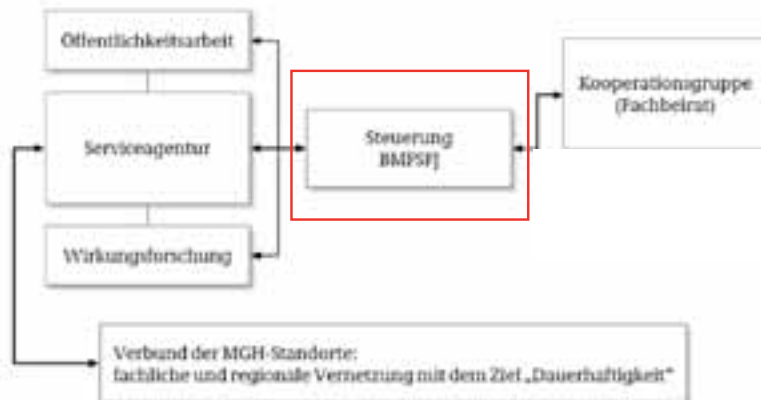 Öffentlichkeitsarbeit
Serviceagentur
Wirkungsforschung
Steuerung
BMFSFJ
Kooperationsgruppe
(Fachbeirat)
Verbund der MGH-Standorte:
fachliche und regionale Vernetzung mit dem Ziel „Dauerhaftigkeit“